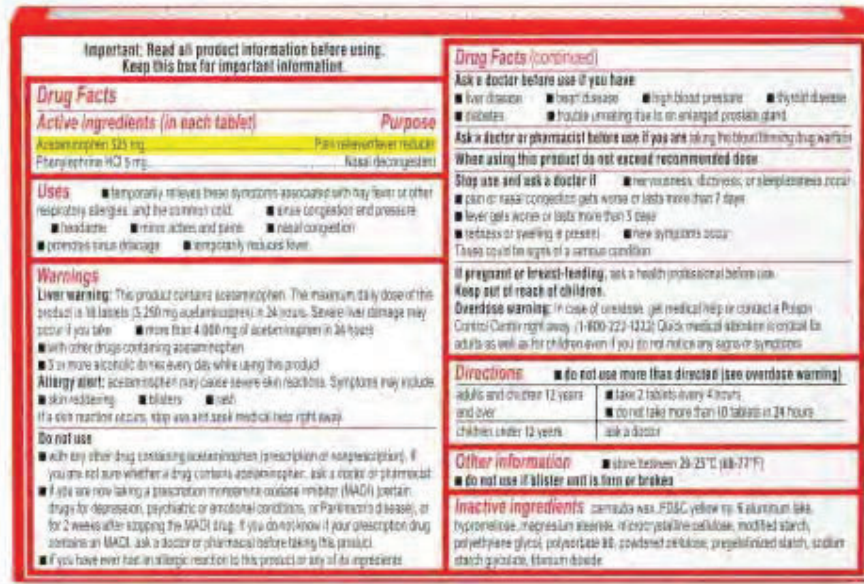 Important: Read all product information before using.
Keep this box for important information.
Drug Facts
Active ingredients (in each tablet) Purpose
Acetaminophen 325 mg Pain reliever/fever reducer
Phenylephrine HCl 5 mg Nasal decongestant
Uses ■ temporarily relieves these symptoms associated with hay fever or other
respiratory allergies, and the common cold: ■ sinus congestion and pressure
■ headache ■ minor aches and pains ■ nasal congestion
■ promotes sinus drainage ■ temporarily reduces fever
Warnings
Liver warning: This product contains acetaminophen. The maximum daily dose of this
product is 10 tablets (3,250 mg acetaminophen) in 24 hours. Severe liver damage may
occur if you take ■ more than 4,000 mg of acetaminophen in 24 hours
■ with other drugs containing acetaminophen
■ 3 or more alcoholic drinks every day while using this product
Allergy alert: acetaminophen may cause severe skin reactions. Symptoms may include:
■ skin reddening ■ blisters ■ rash
If a skin reaction occurs, stop use and seek medical help right away.
Do not use
■ with any other drug containing acetaminophen (prescription or nonprescription). If
you are not sure whether a drug contains acetaminophen, ask a doctor or pharmacist.
■ if you are now taking a prescription monoamine oxidase inhibitor (MAOI) (certain
drugs for depression, psychiatric or emotional conditions, or Parkinson's disease), or
for 2 weeks after stopping the MAOI drug. If you do not know if your prescription drug
contains an MAOI, ask a doctor or pharmacist before taking this product.
■ if you have ever had an allergic reaction to this product or any of its ingredients
Drug Facts (continued)
Ask a doctor before use if you have
■ liver disease ■ heart disease ■ high blood pressure ■ thyroid disease
■ diabetes ■ trouble urinating due to an enlarged prostate gland
Ask a doctor or pharmacist before use if you are taking the blood thinning drug warfarin
When using this product do not exceed recommended dose
Stop use and ask a doctor if ■ nervousness, dizziness, or sleeplessness occur
■ pain or nasal congestion gets worse or lasts more than 7 days
■ fever gets worse or lasts more than 3 days
■ redness or swelling is present ■ new symptoms occur
These could be signs of a serious condition.
If pregnant or breast-feeding, ask a health professional before use.
Keep out of reach of children.
Overdose warning: In case of overdose, get medical help or contact a Poison
Control Center right away. (1-800-222-1222) Quick medical attention is critical for
adults as well as for children even if you do not notice any signs or symptoms.
Directions ■ do not use more than directed (see overdose warning)
adults and children 12 years ■ take 2 tablets every 4 hours
and over ■ do not take more than 10 tablets in 24 hours
children under 12 years ask a doctor
Other information ■ store between 20-25°C (68-77°F)
■ do not use if blister unit is torn or broken
Inactive ingredients carnauba wax, FD&C yellow no. 6 aluminum lake,
hypromellose, magnesium stearate, microcrystalline cellulose, modified starch,
polyethylene glycol, polysorbate 80, powdered cellulose, pregelatinized starch, sodium
starch glycolate, titanium dioxide